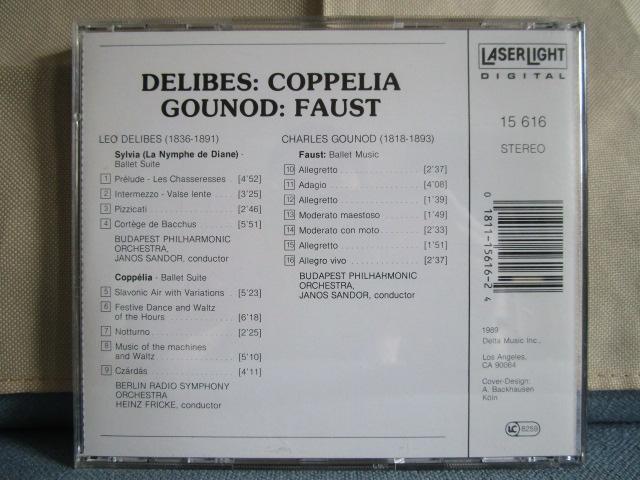 DELIBES: COPPELIA
GOUNOD: FAUST
LEO DELIBES (1836-1891)
Sylvia (La Nymphe de Diane) -
Ballet Suite
1 Prélude - Les Chasseresses [4'52]
2 Intermezzo - Valse lente [3'25]
3 Pizzicati [2'46]
4 Cortège de Bacchus [5'51]
BUDAPEST PHILHARMONIC
ORCHESTRA,
JANOS SANDOR, conductor
Coppélia - Ballet Suite
5 Slavonic Air with Variations [5'23]
6 Festive Dance and Waltz
of the Hours [6'18]
7 Notturno [2'25]
8 Music of the machines
and Waltz [5'10]
9 Czárdás [4'11]
BERLIN RADIO SYMPHONY
ORCHESTRA
HEINZ FRICKE, conductor
CHARLES GOUNOD (1818-1893)
Faust: Ballet Music
10 Allegretto [2'37]
11 Adagio [4'08]
12 Allegretto [1'39]
13 Moderato maestoso [1'49]
14 Moderato con moto [2'33]
15 Allegretto [1'51]
16 Allegro vivo [2'37]
BUDAPEST PHILHAHMONIC
ORCHESTRA,
JANOS SANDOR, conductor
LASERLIGHT
DIGITAL
15 616
STEREO
0 18111-15616-2 4
1989
Delta Music Inc.,
Los Angeles,
CA 90064
Cover-Design:
A. Backhausen
Köln
LC 8259